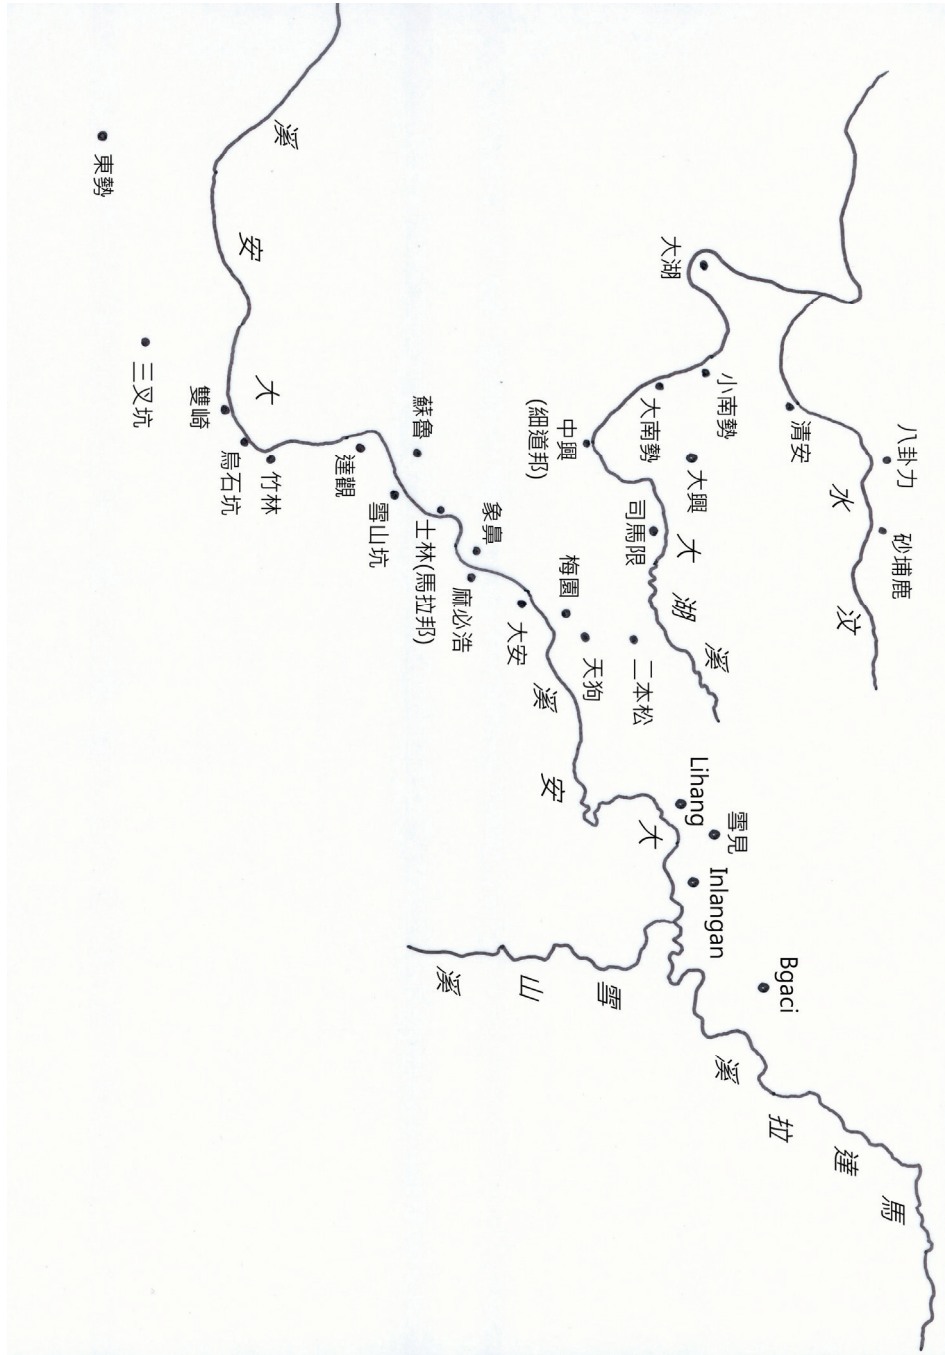 八卦力
砂埔鹿
馬達拉溪
汶水
清安
Bgaci
雪見
小南勢
Inlangan
大興
Lihang
大湖溪
大湖
大南勢
司馬限
二本松
大安溪
雪山溪
天狗
梅園
中興
(細道邦)
大安
象鼻
麻必浩
士林(馬拉邦)
蘇魯
雪山坑
達觀
大安溪
竹林
烏石坑
雙崎
三叉坑
東勢